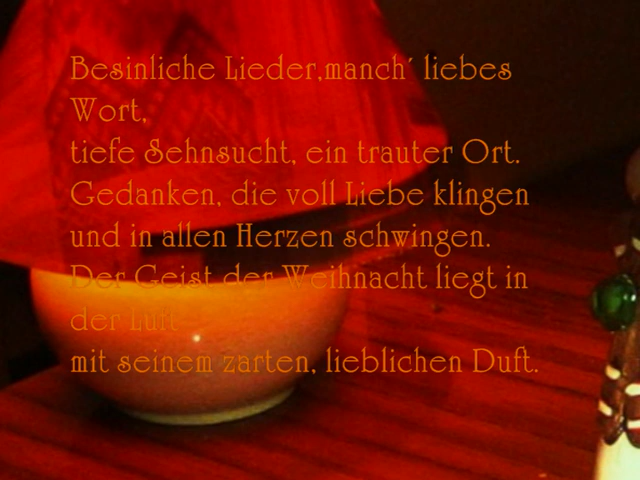 Besinliche Lieder,manch´ liebes
Wort,
tiefe Sehnsucht, ein trauter Ort.
Gedanken, die voll Liebe klingen
und in allen Herzen schwingen.
Der Geist der Weihnacht liegt in
der Luft
mit seinem zarten, lieblichen Duft.